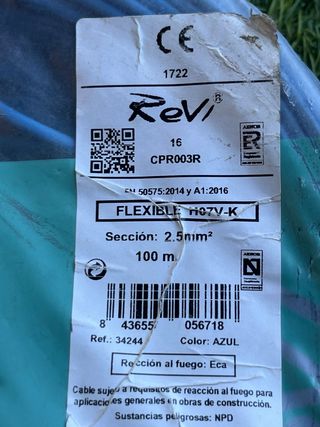 CE
1722
ReVi®
16
CPR003R
AENOR
EN 50575:2014 y A1:2016
FLEXIBLE H07V-K
Sección: 2.5mm²
100 m.
AENOR
N
8 43655 056718
Ref.: 34244 Color: AZUL
Reacción al fuego: Eca
Cable sujeto a requisitos de reacción al fuego para
aplicaciones generales en obras de construcción.
Sustancias peligrosas: NPD